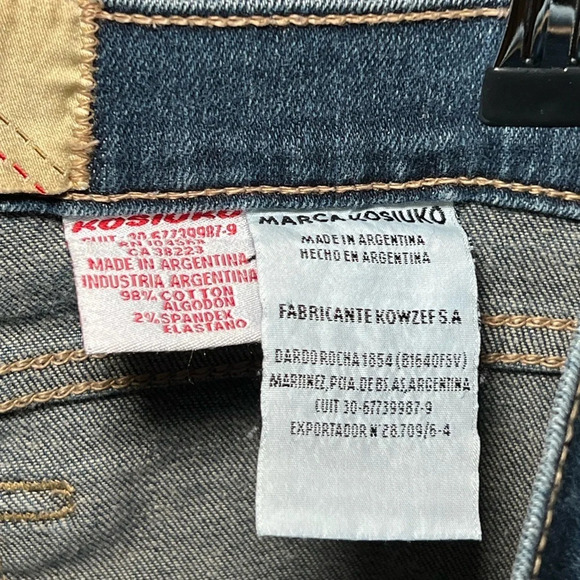 KOSIUKO
CUIT 30-67739987-9
CA 38223
MADE IN ARGENTINA
INDUSTRIA ARGENTINA
98% COTTON
ALGODON
2% SPANDEX
ELASTANO
MARCA KOSIUKO
MADE IN ARGENTINA
HECHO EN ARGENTINA
FABRICANTE KOWZEF S.A
DARDO ROCHA 1854 (B1640FSV)
MARTINEZ, PCIA. DE BS. AS, ARGENTINA
CUIT 30-67739987-9
EXPORTADOR N° 28.709/6-4